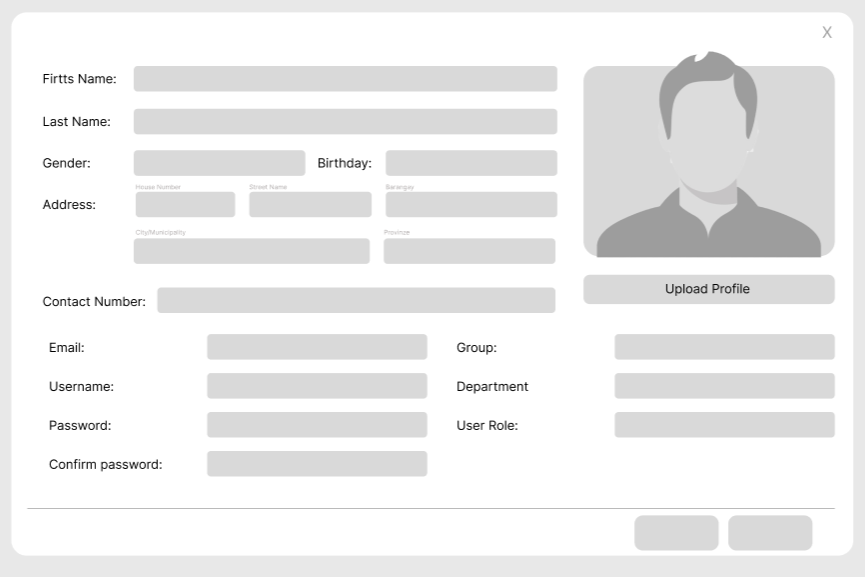 X
Firtts Name:
Last Name:
Gender:
Birthday:
House Number
Street Name
Barangay
Address:
City/Municipality
Province
Upload Profile
Contact Number:
Email:
Group:
Username:
Department
Password:
User Role:
Confirm password: